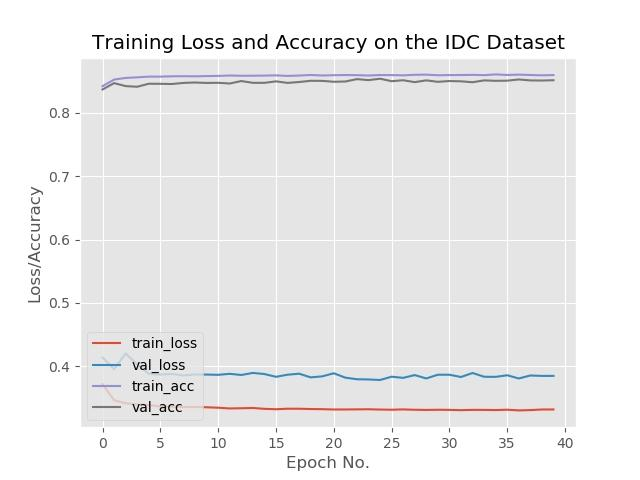 Training Loss and Accuracy on the IDC Dataset
Loss/Accuracy
0.8
0.7
0.6
0.5
0.4
train_loss
val_loss
train_acc
val_acc
0 5 10 15 20 25 30 35 40
Epoch No.